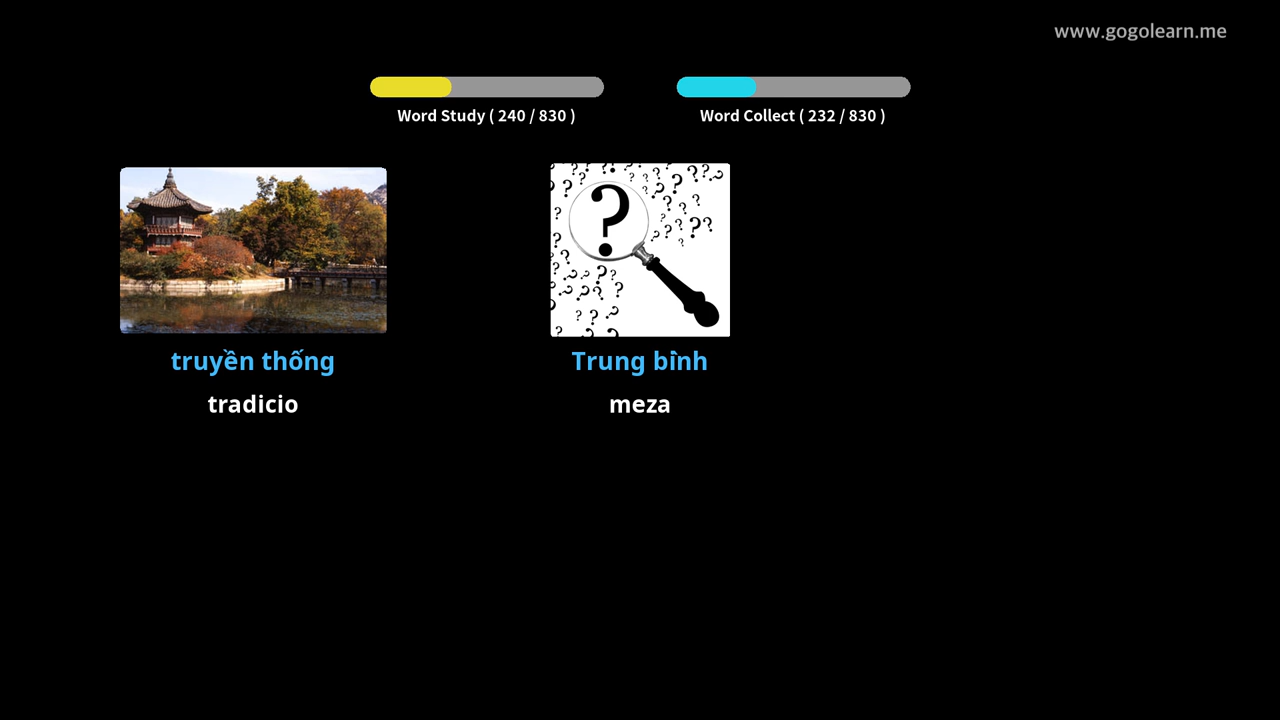 www.gogolearn.me
Word Study ( 240 / 830 )
Word Collect ( 232 / 830 )
truyền thống
Trung bình
tradicio
meza